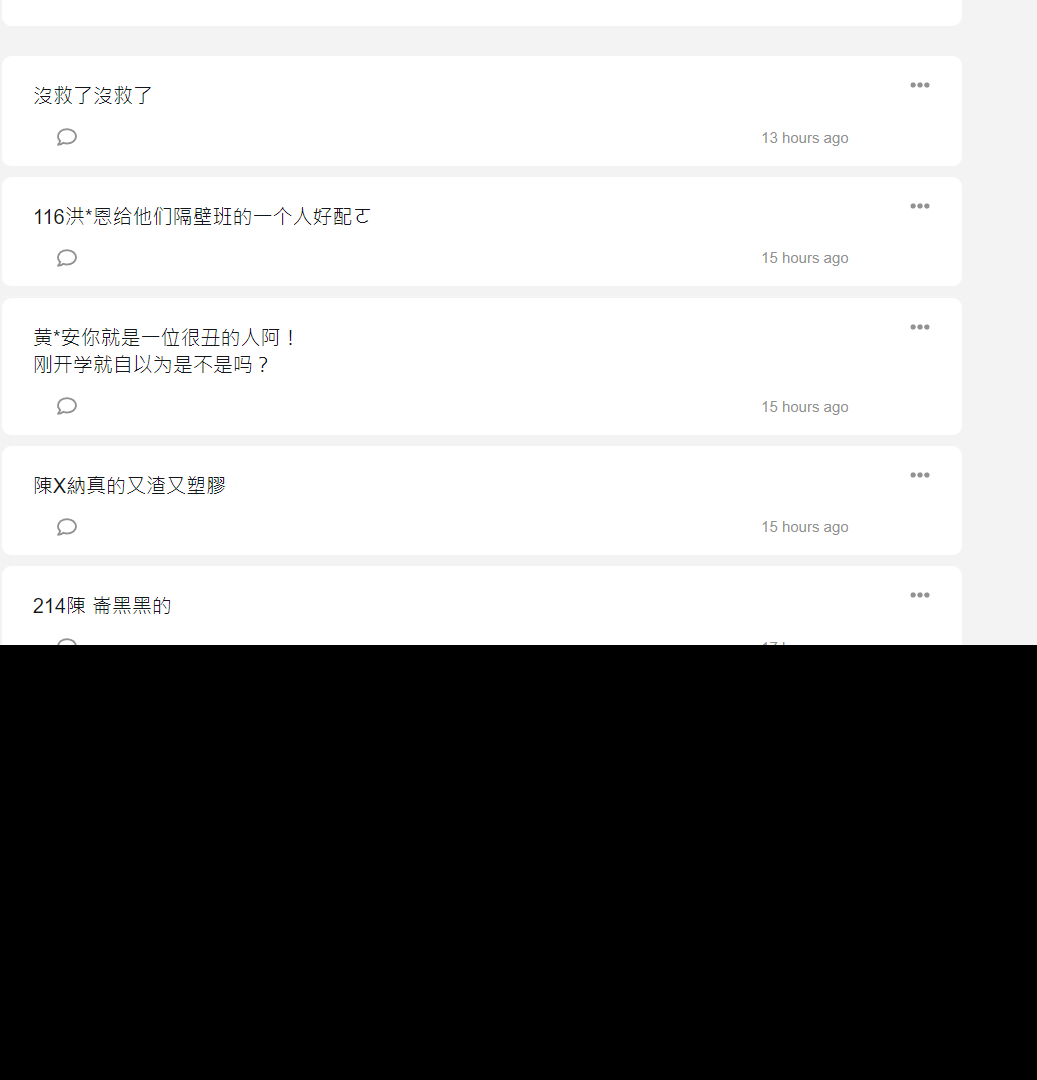 沒救了沒救了
13 hours ago
116洪*恩给他们隔壁班的一个人好配ㄛ
15 hours ago
黄*安你就是一位很丑的人阿！
刚开学就自以为是不是吗？
15 hours ago
陳X納真的又渣又塑膠
15 hours ago
214陳 崙黑黑的